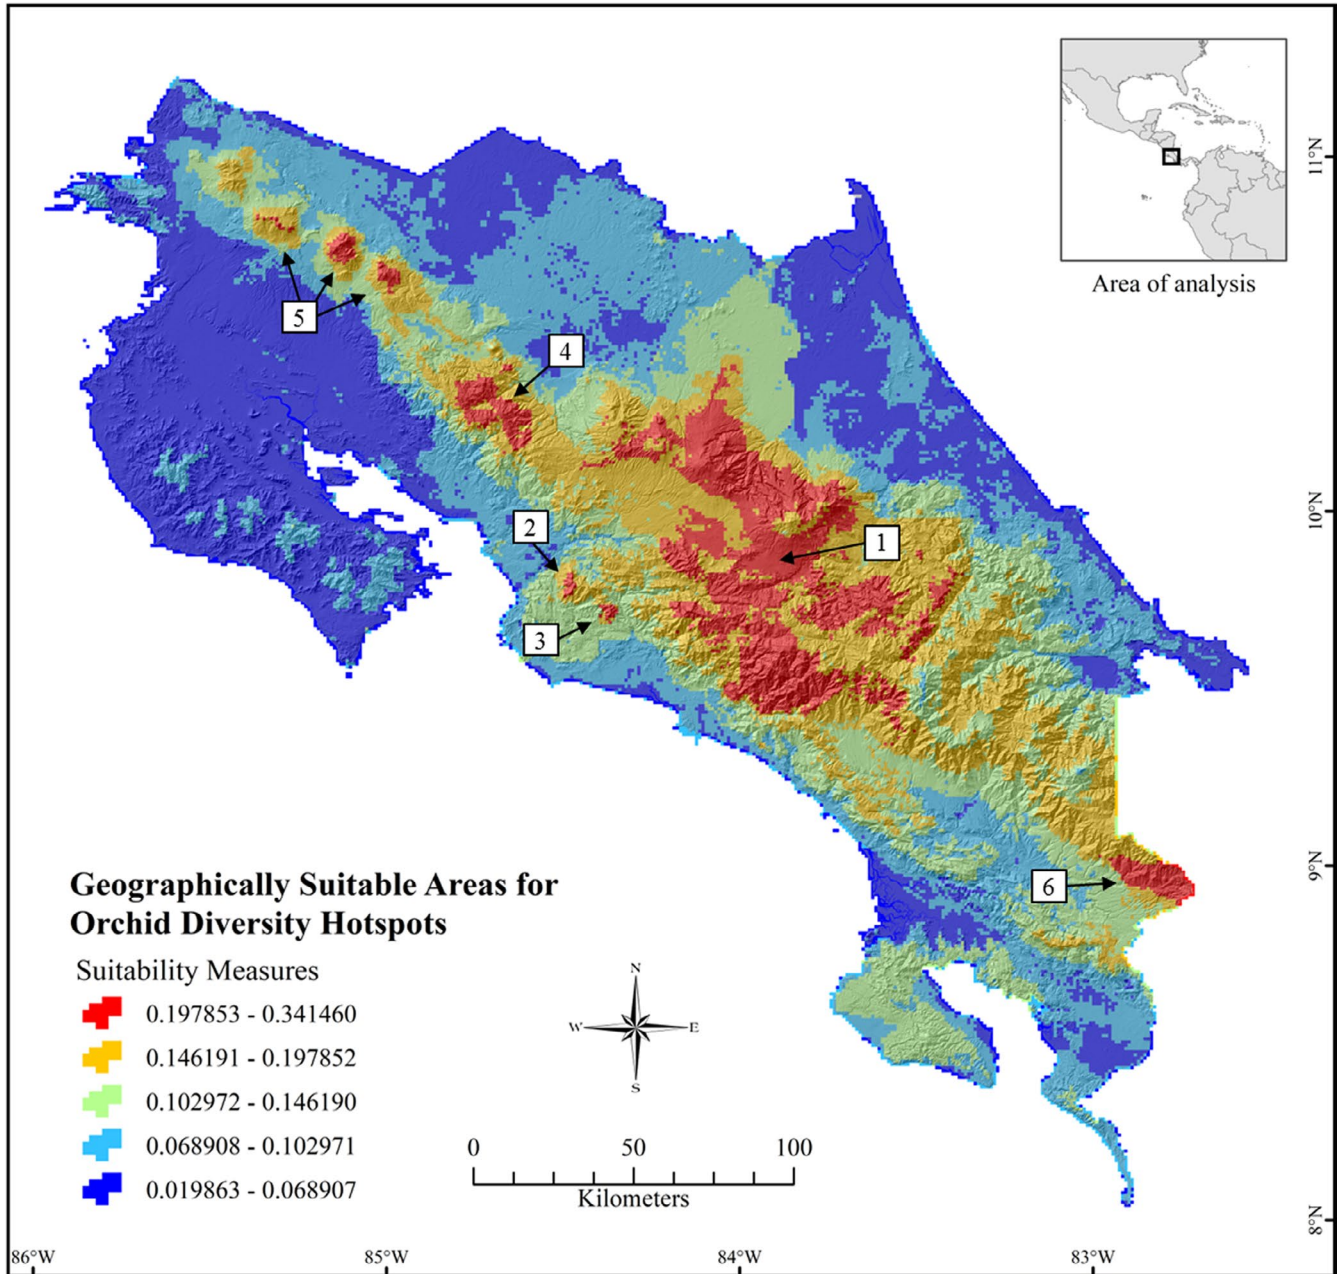 Area of analysis
11°N
5
4
10°N
2
1
3
9°N
6
Geographically Suitable Areas for
Orchid Diversity Hotspots
Suitability Measures
0.197853 - 0.341460
0.146191 - 0.197852
0.102972 - 0.146190
0.068908 - 0.102971
0.019863 - 0.068907
N
W E
S
0 50 100
Kilometers
8°N
86°W 85°W 84°W 83°W